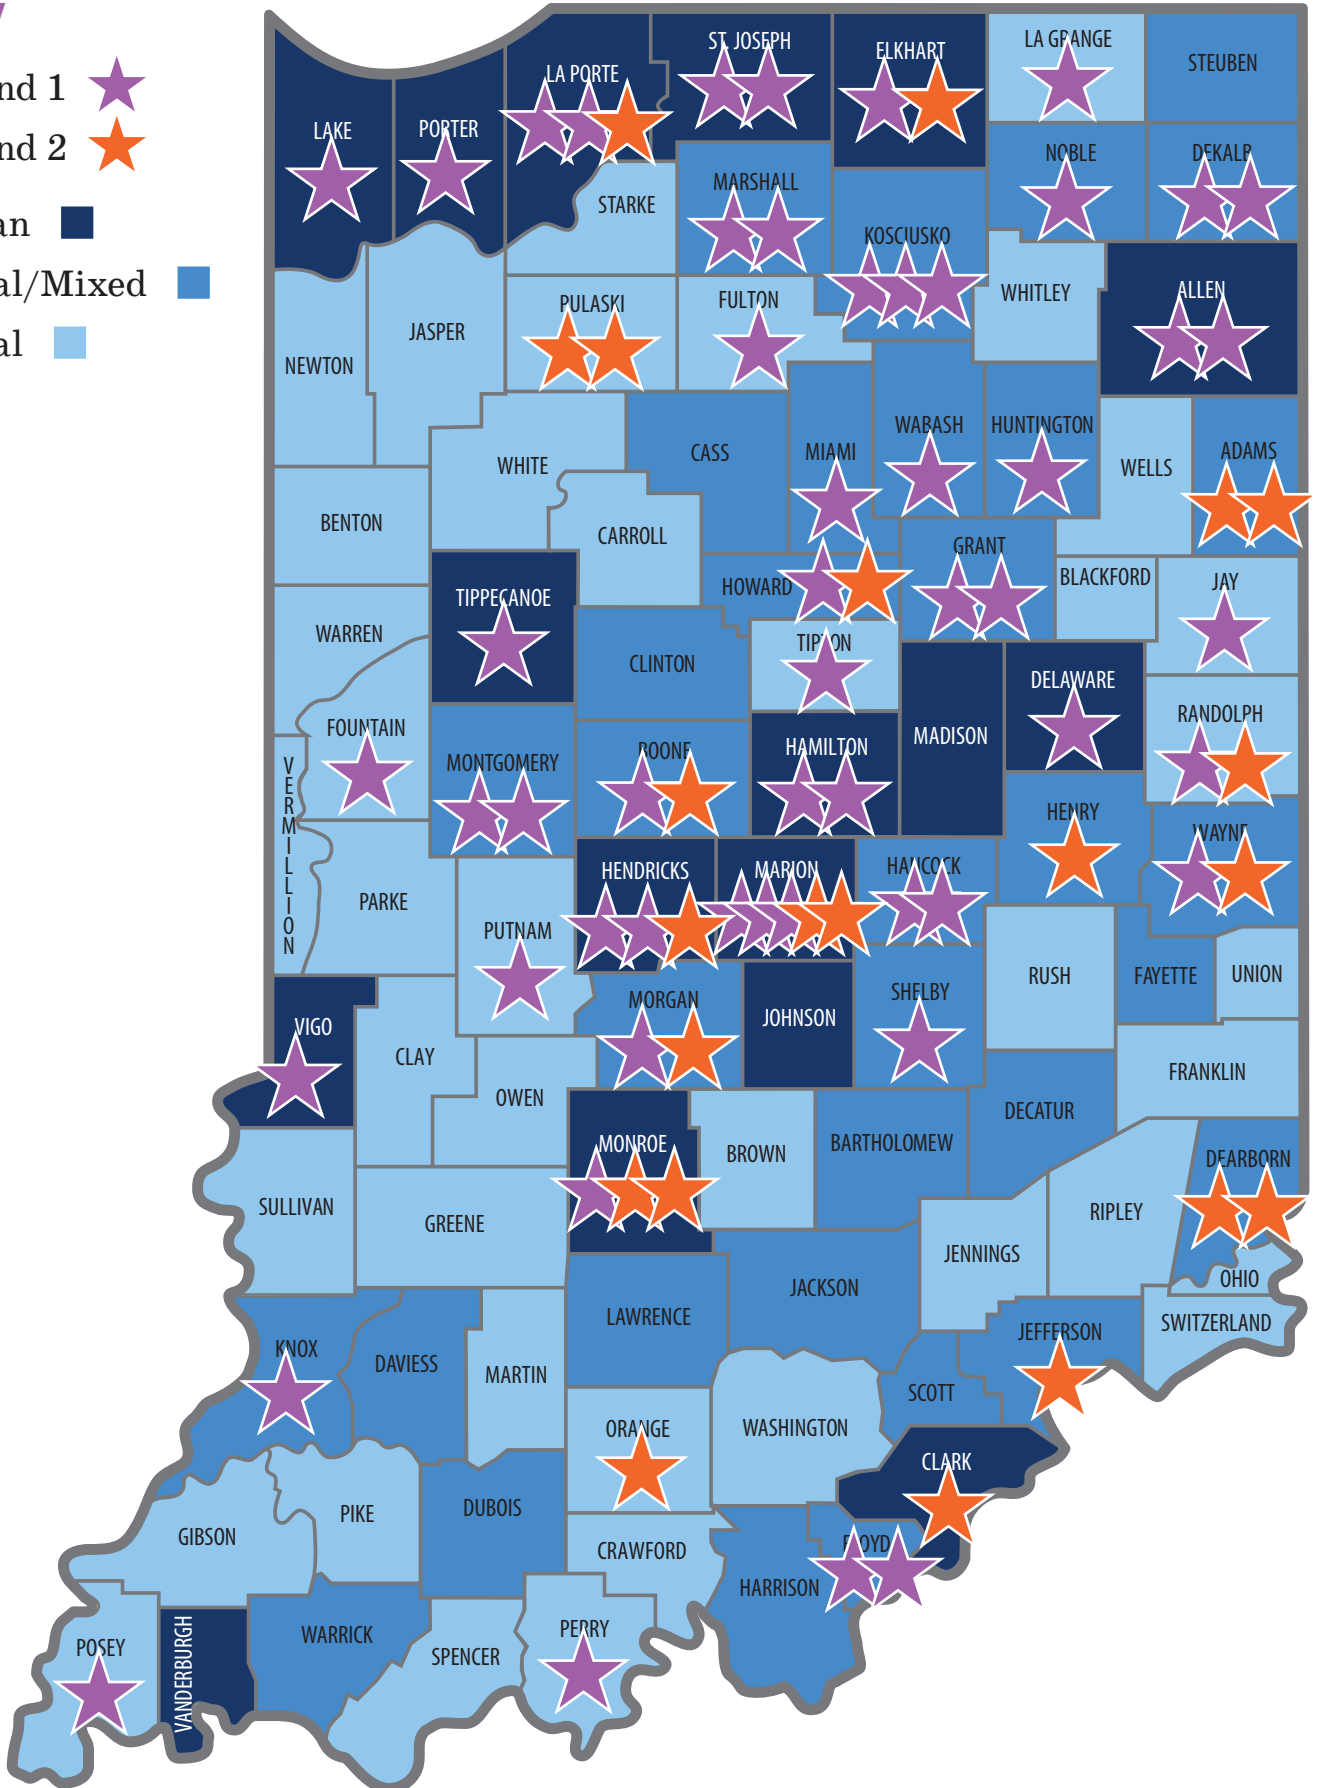 nd 1
nd 2
an
al/Mixed
al
LAKE
PORTER
LA PORTE
ST. JOSEPH
ELKHART
LA GRANGE
STEUBEN
NOBLE
DEKALB
MARSHALL
STARKE
KOSCIUSKO
WHITLEY
ALLEN
NEWTON
JASPER
PULASKI
FULTON
WHITE
CASS
MIAMI
WABASH
HUNTINGTON
WELLS
ADAMS
BENTON
CARROLL
HOWARD
GRANT
BLACKFORD
JAY
WARREN
TIPPECANOE
CLINTON
TIPTON
MADISON
DELAWARE
RANDOLPH
FOUNTAIN
MONTGOMERY
BOONE
HAMILTON
HENRY
WAYNE
VERMILLION
PARKE
PUTNAM
HENDRICKS
MARION
HANCOCK
RUSH
FAYETTE
UNION
VIGO
CLAY
OWEN
MORGAN
JOHNSON
SHELBY
FRANKLIN
DECATUR
SULLIVAN
GREENE
MONROE
BROWN
BARTHOLOMEW
JENNINGS
RIPLEY
DEARBORN
OHIO
SWITZERLAND
KNOX
DAVIESS
MARTIN
LAWRENCE
JACKSON
JEFFERSON
SCOTT
ORANGE
WASHINGTON
CLARK
GIBSON
PIKE
DUBOIS
CRAWFORD
FLOYD
HARRISON
POSEY
VANDERBURGH
WARRICK
SPENCER
PERRY